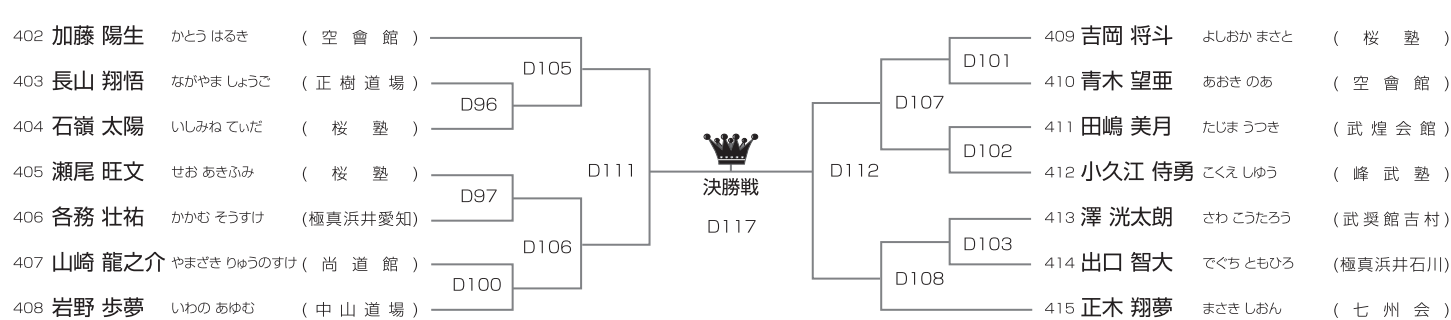 402 加藤 陽生 かとう はるき (空會館)
403 長山 翔悟 ながやま しょうご (正樹道場)
404 石嶺 太陽 いしみね てぃだ (桜塾)
405 瀬尾 旺文 せお あきふみ (桜塾)
406 各務 壮祐 かかむ そうすけ (極真浜井愛知)
407 山崎 龍之介 やまざき りゅうのすけ (尚道館)
408 岩野 歩夢 いわの あゆむ (中山道場)
D105
D96
D97
D106
D100
D111
決勝戦
D117
D112
D101
D107
D102
D103
D108
409 吉岡 将斗 よしおか まさと (桜塾)
410 青木 望亜 あおき のあ (空會館)
411 田嶋 美月 たじま うつき (武煌会館)
412 小久江 侍勇 こくえ しゆう (峰武塾)
413 澤 洸太朗 さわ こうたろう (武奨館吉村)
414 出口 智大 でぐち ともひろ (極真浜井石川)
415 正木 翔夢 まさき しおん (七州会)